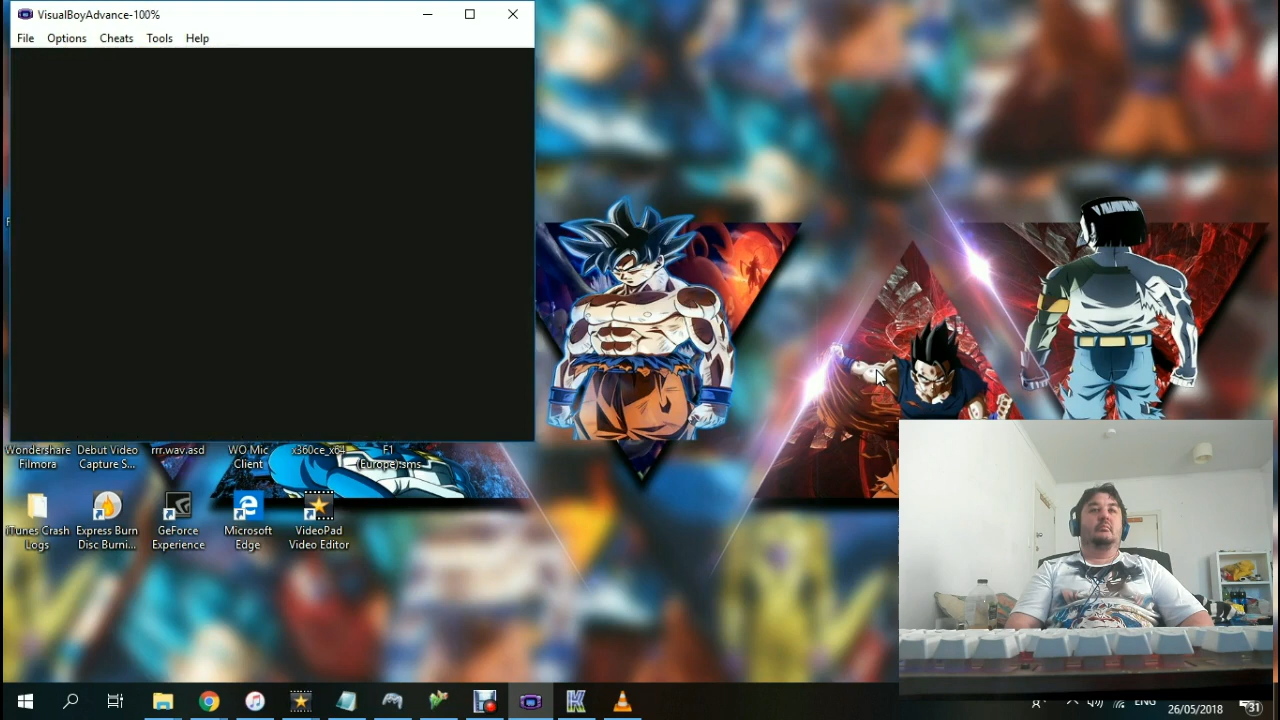 VisualBoyAdvance-100%
File Options Cheats Tools Help
Wondershare
Filmora
Debut Video
Capture S...
rrr.wav.asd
WO Mic
Client
x360ce_x64
F1
(Europe).sms
iTunes Crash
Logs
Express Burn
Disc Burni...
GeForce
Experience
Microsoft
Edge
VideoPad
Video Editor
ENG
26/05/2018
31